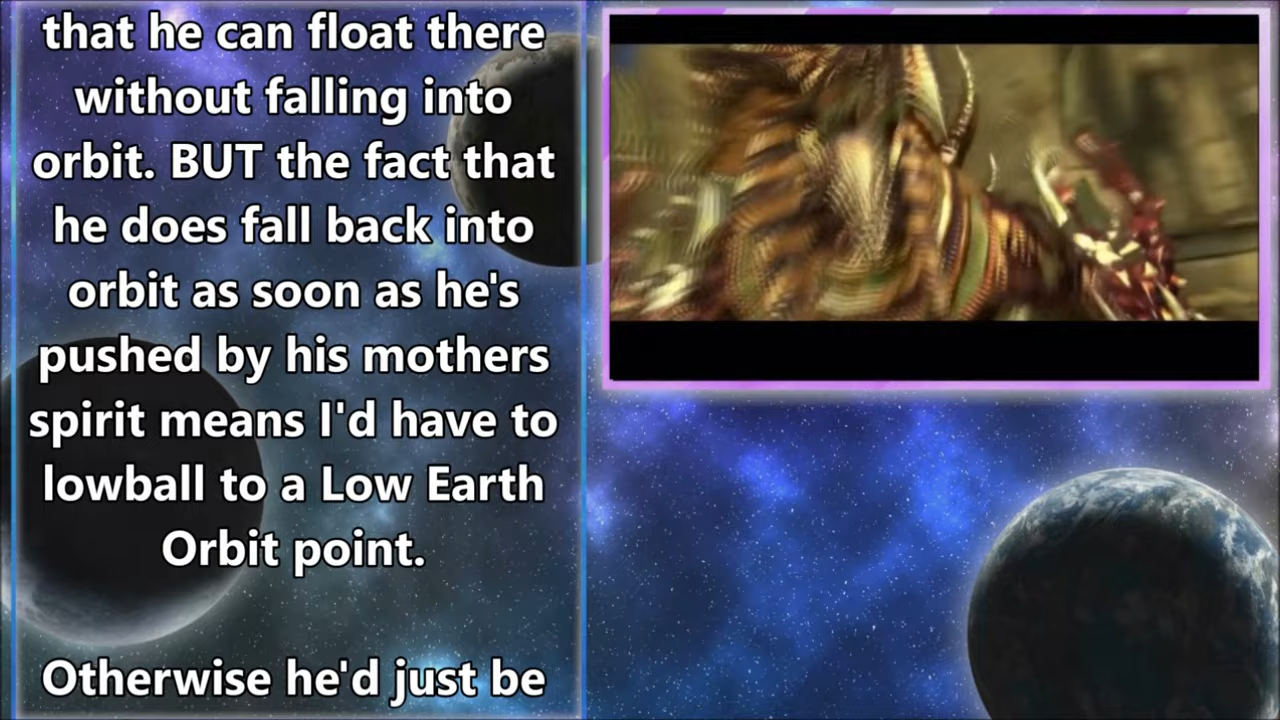 that he can float there
without falling into
orbit. BUT the fact that
he does fall back into
orbit as soon as he's
pushed by his mothers
spirit means I'd have to
lowball to a Low Earth
Orbit point.
Otherwise he'd just be